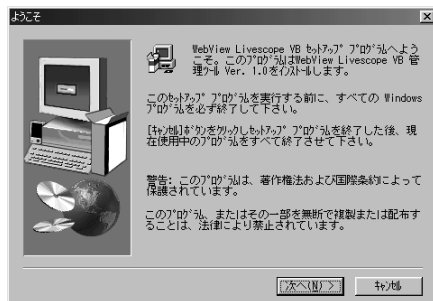 ようこそ
WebView Livescope VB ｾｯﾄｱｯﾌﾟ ﾌﾟﾛｸﾞﾗﾑへよう
こそ。このﾌﾟﾛｸﾞﾗﾑはWebView Livescope VB 管
理ﾂｰﾙ Ver. 1.0をｲﾝｽﾄｰﾙします。
このｾｯﾄｱｯﾌﾟ ﾌﾟﾛｸﾞﾗﾑを実行する前に、すべての Windows
ﾌﾟﾛｸﾞﾗﾑを必ず終了して下さい。
[ｷｬﾝｾﾙ]ﾎﾞﾀﾝをｸﾘｯｸしｾｯﾄｱｯﾌﾟ ﾌﾟﾛｸﾞﾗﾑを終了した後、現
在使用中のﾌﾟﾛｸﾞﾗﾑをすべて終了させて下さい。
警告: このﾌﾟﾛｸﾞﾗﾑは、著作権法および国際条約によって
保護されています。
このﾌﾟﾛｸﾞﾗﾑ、またはその一部を無断で複製または配布す
ることは、法律により禁止されています。
次へ(N) >
ｷｬﾝｾﾙ